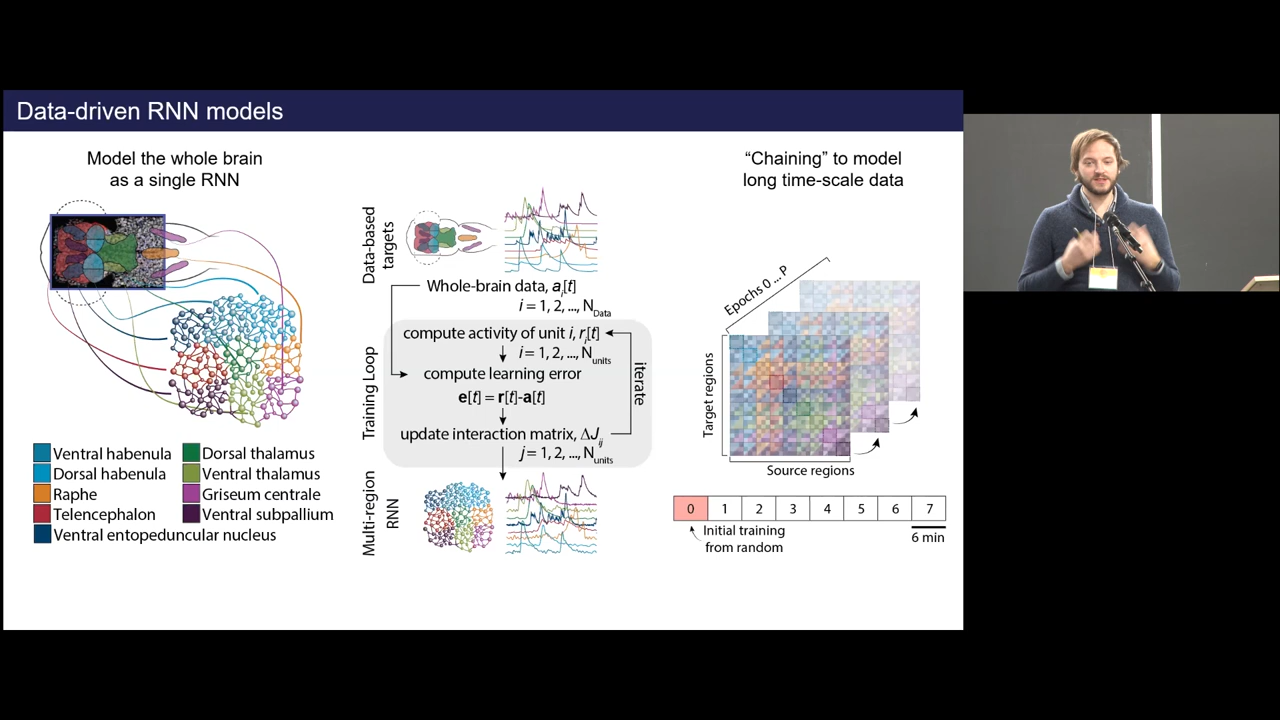 Data-driven RNN models
Model the whole brain
as a single RNN
Ventral habenula
Dorsal habenula
Raphe
Telencephalon
Ventral entopeduncular nucleus
Dorsal thalamus
Ventral thalamus
Griseum centrale
Ventral subpallium
Data-based
targets
Whole-brain data, aᵢ[t]
i = 1, 2, ..., N_Data
Training Loop
compute activity of unit i, rᵢ[t]
i = 1, 2, ..., N_units
compute learning error
e[t] = r[t]-a[t]
update interaction matrix, ΔJᵢⱼ
j = 1, 2, ..., N_units
iterate
Multi-region
RNN
“Chaining” to model
long time-scale data
Epochs 0 ... P
Target regions
Source regions
0 1 2 3 4 5 6 7
Initial training
from random
6 min